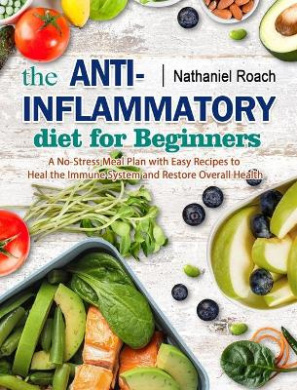 the ANTI-
Nathaniel Roach
INFLAMMATORY
diet for Beginners
A No-Stress Meal Plan with Easy Recipes to
Heal the Immune System and Restore Overall Health